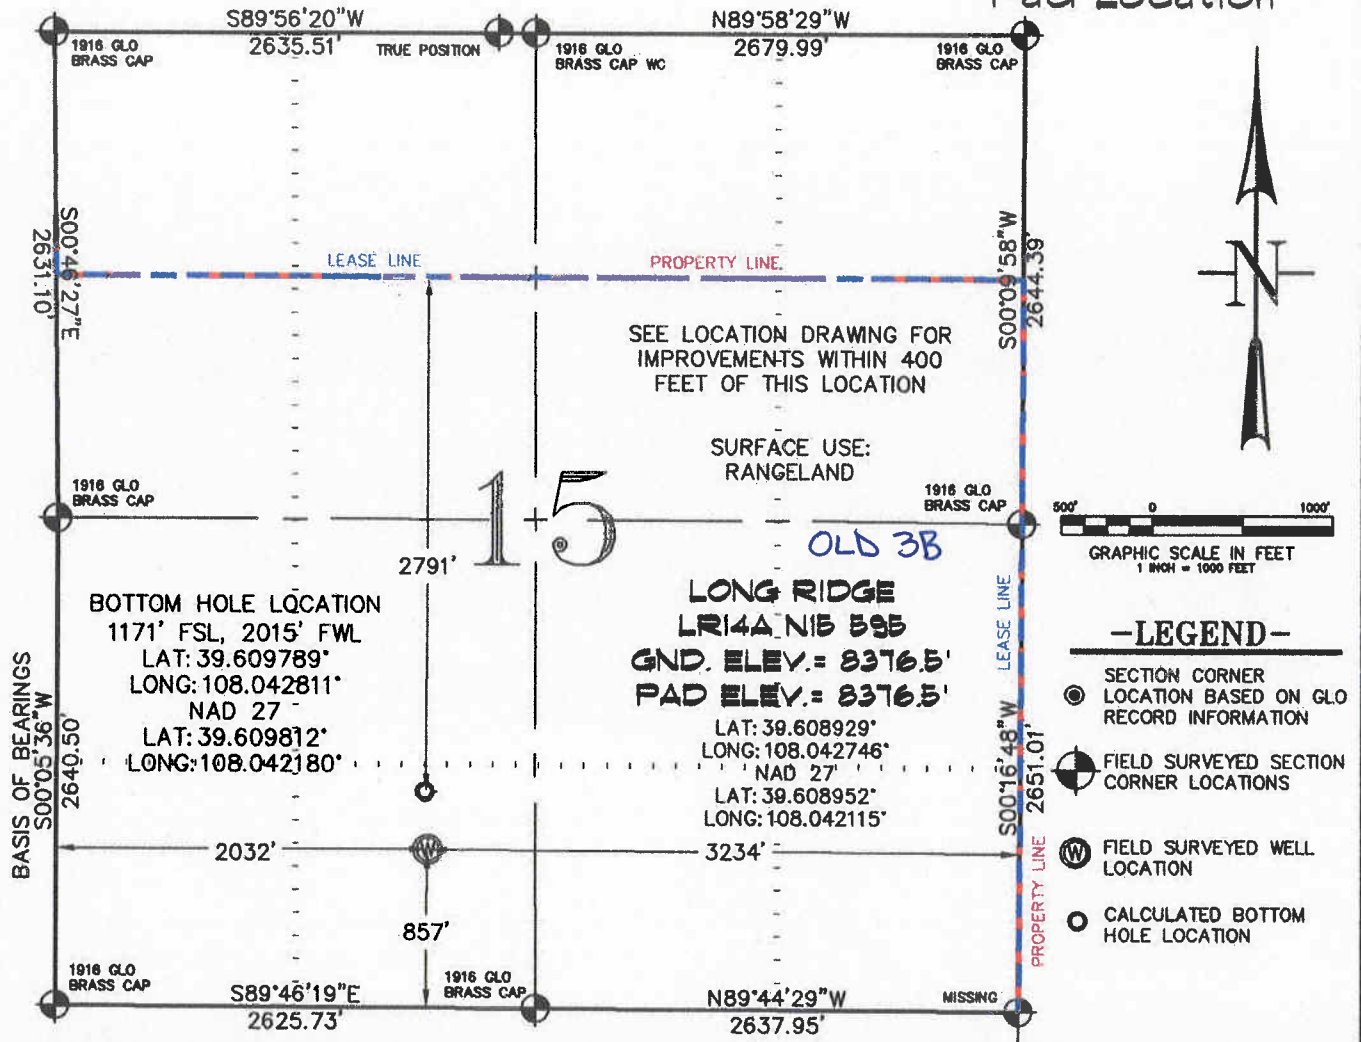 Pad Location
S89°56'20"W
2635.51'
N89°58'29"W
2679.99'
1916 GLO
BRASS CAP
TRUE POSITION
1916 GLO
BRASS CAP WC
1916 GLO
BRASS CAP
S00°46'27"E
2631.10'
LEASE LINE
PROPERTY LINE
S00°09'58"W
2644.39'
N
SEE LOCATION DRAWING FOR
IMPROVEMENTS WITHIN 400
FEET OF THIS LOCATION
SURFACE USE:
RANGELAND
1916 GLO
BRASS CAP
15
1916 GLO
BRASS CAP
500' 0 1000'
GRAPHIC SCALE IN FEET
1 INCH = 1000 FEET
OLD 3B
2791'
BOTTOM HOLE LOCATION
1171' FSL, 2015' FWL
LAT: 39.609789°
LONG: 108.042811°
NAD 27
LAT: 39.609812°
LONG: 108.042180°
LONG RIDGE
LR14A N15 595
GND. ELEV.= 8376.5'
PAD ELEV.= 8376.5'
LAT: 39.608929°
LONG: 108.042746°
NAD 27
LAT: 39.608952°
LONG: 108.042115°
LEASE LINE
S00°16'48"W
2651.01'
PROPERTY LINE
BASIS OF BEARINGS
S00°05'36"W
2640.50'
2032'
W
3234'
857'
1916 GLO
BRASS CAP
S89°46'19"E
2625.73'
1916 GLO
BRASS CAP
N89°44'29"W
2637.95'
MISSING
-LEGEND-
SECTION CORNER
LOCATION BASED ON GLO
RECORD INFORMATION
FIELD SURVEYED SECTION
CORNER LOCATIONS
W FIELD SURVEYED WELL
LOCATION
CALCULATED BOTTOM
HOLE LOCATION